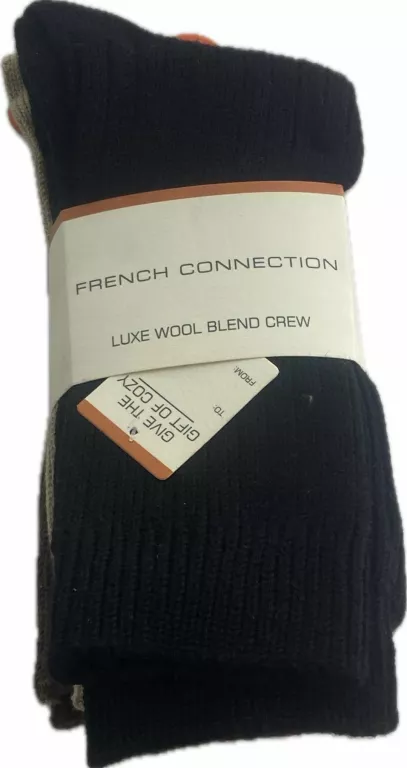 FRENCH CONNECTION
LUXE WOOL BLEND CREW
GIVE THE
GIFT OF COZY
TO:
FROM: